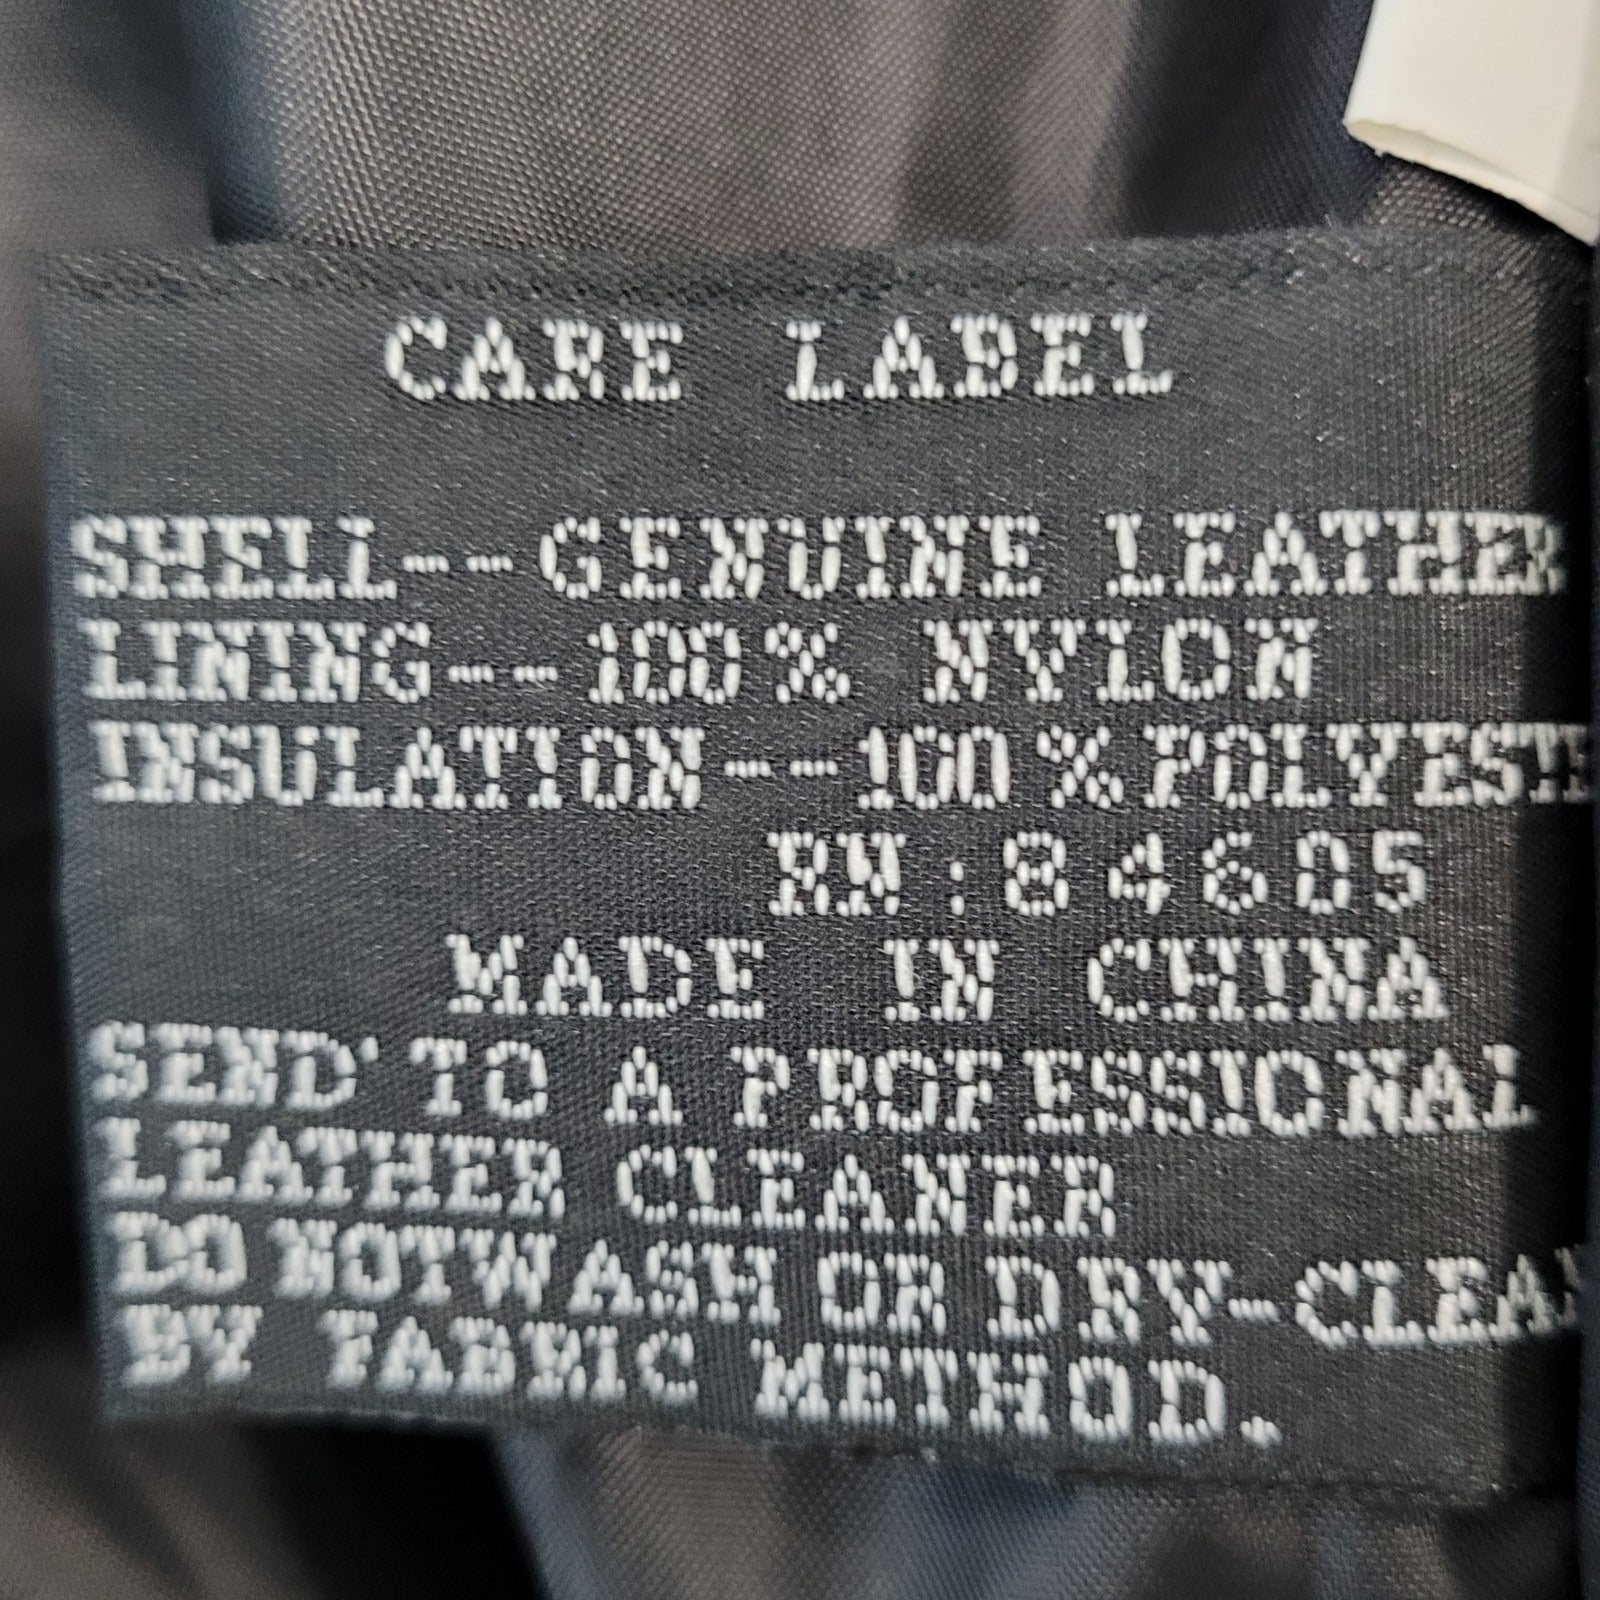 CARE LABEL
SHELL--GENUINE LEATHER
LINING--100% NYLON
INSULATION--100%POLYESTE
RN:84605
MADE IN CHINA
SEND TO A PROFESSIONAL
LEATHER CLEANER
DO NOT WASH OR DRY-CLEAN
BY FABRIC METHOD.